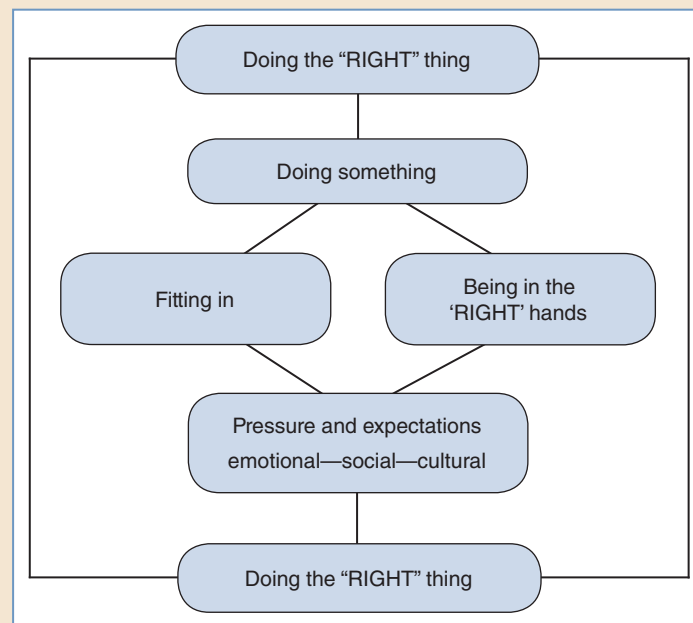 Doing the “RIGHT” thing
Doing something
Fitting in
Being in the
‘RIGHT’ hands
Pressure and expectations
emotional—social—cultural
Doing the “RIGHT” thing